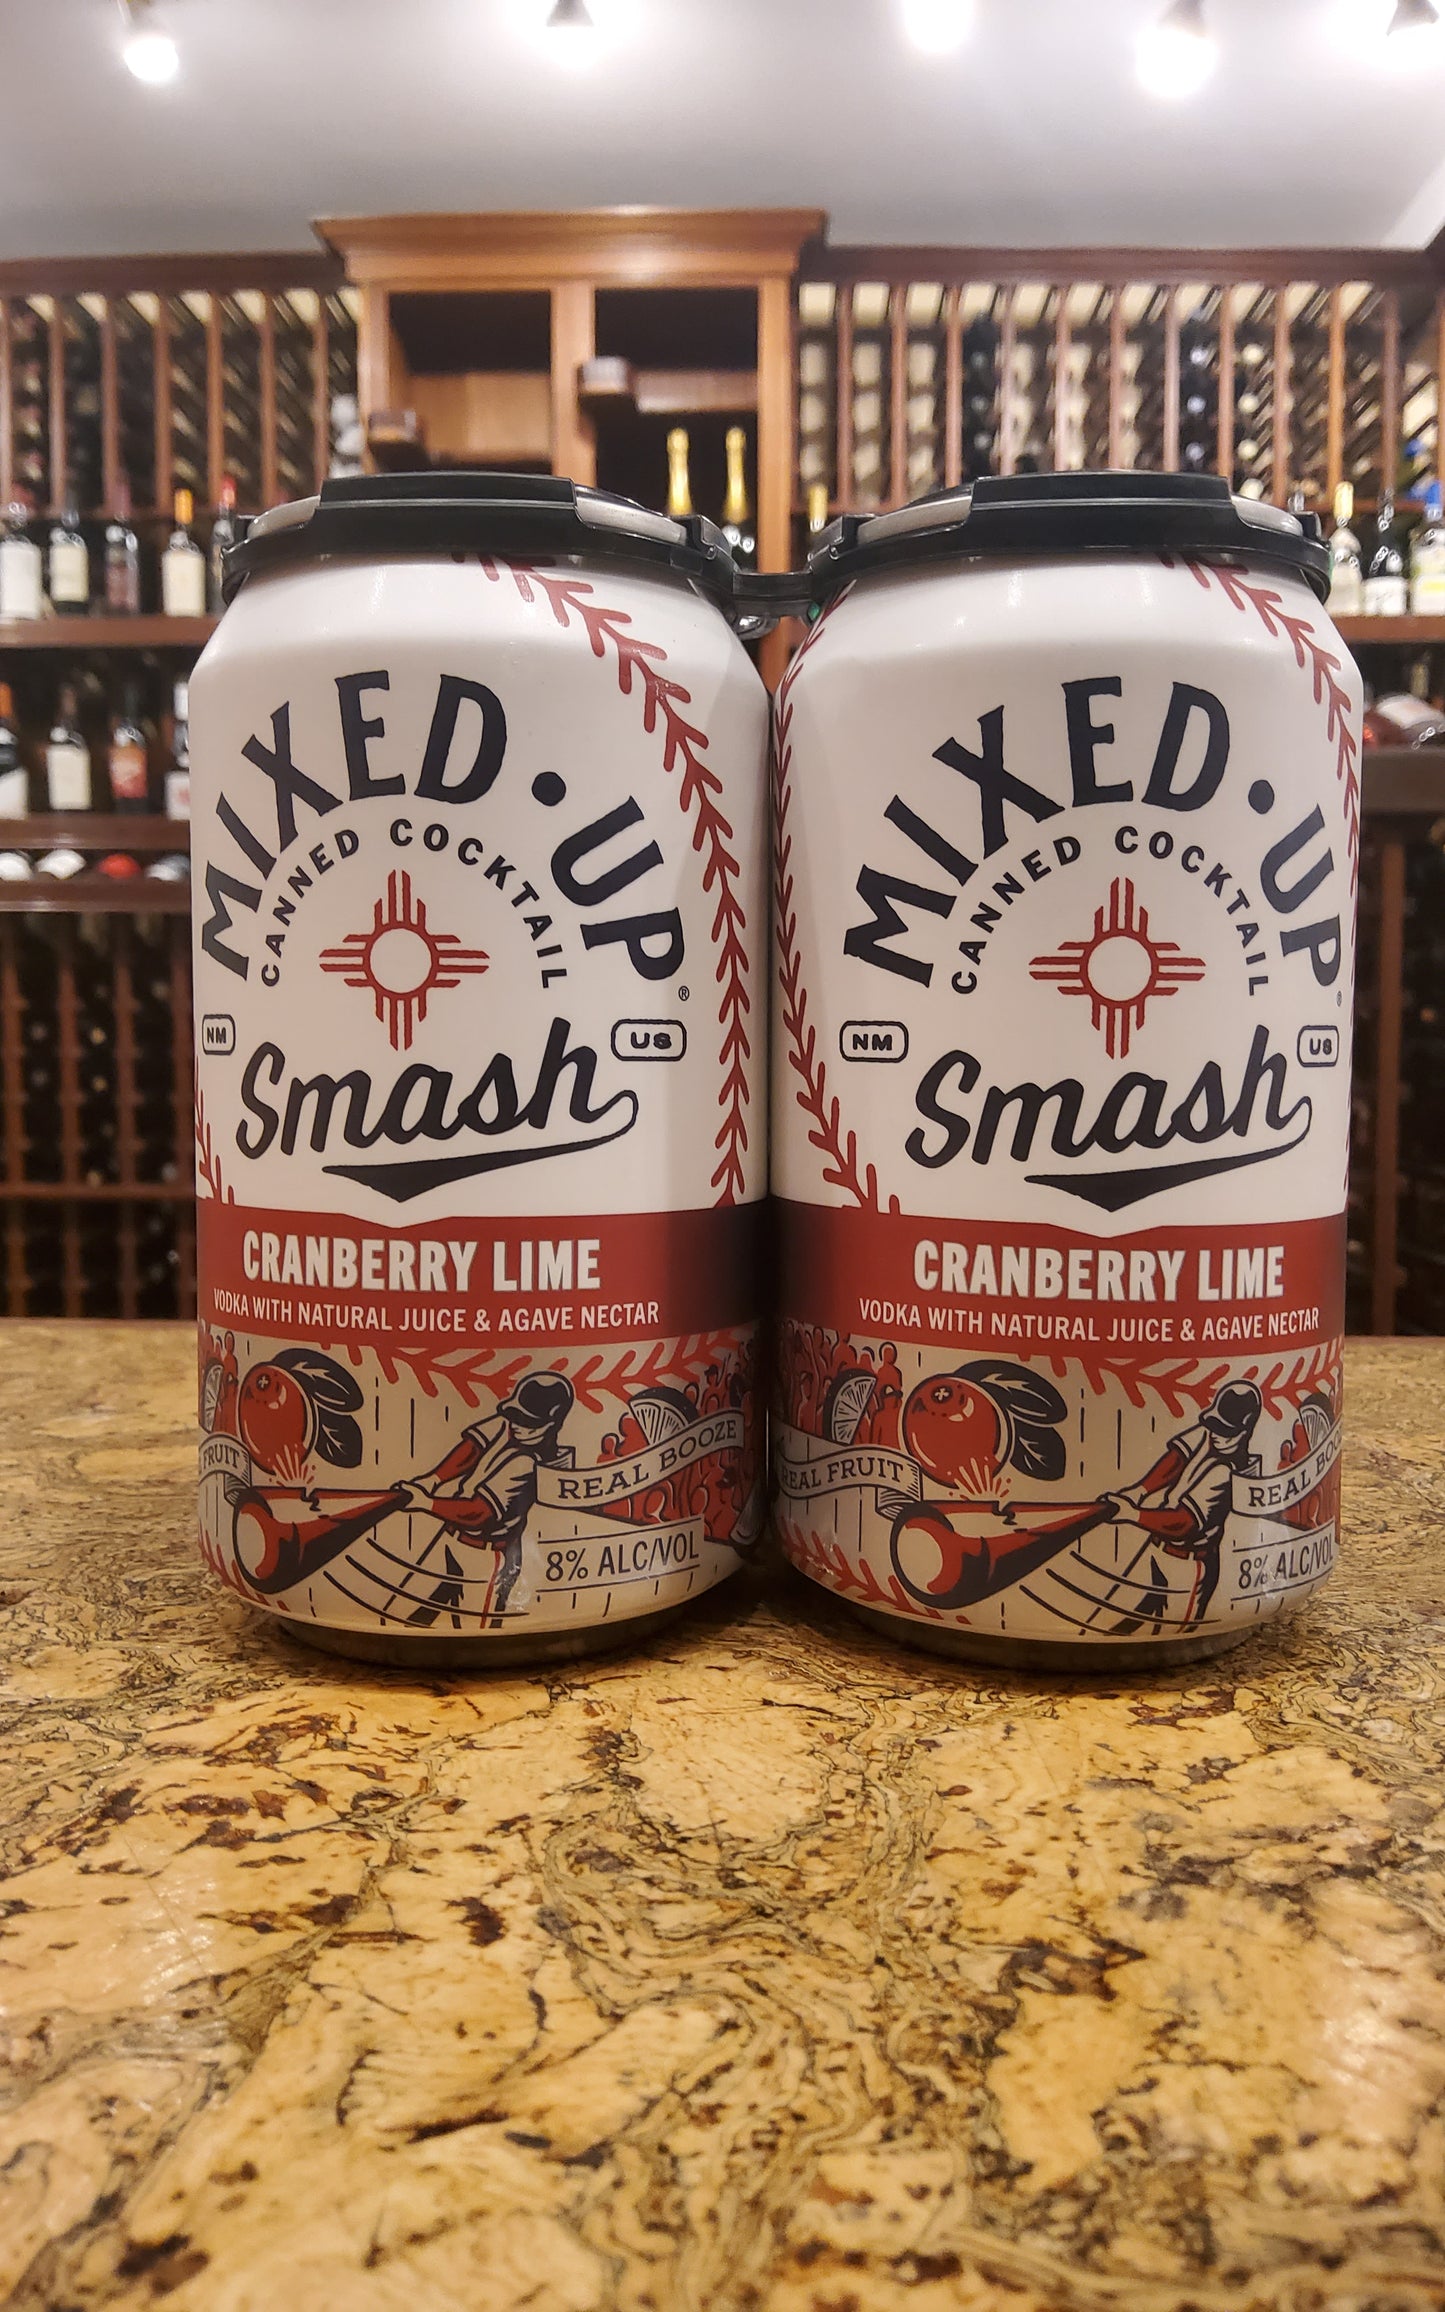 MIXED·UP®
CANNED COCKTAIL
NM
US
Smash
CRANBERRY LIME
VODKA WITH NATURAL JUICE & AGAVE NECTAR
FRUIT
REAL BOOZE
8% ALC/VOL
MIXED·UP®
CANNED COCKTAIL
NM
US
Smash
CRANBERRY LIME
VODKA WITH NATURAL JUICE & AGAVE NECTAR
REAL FRUIT
REAL BOOZ
8% ALC/VOL